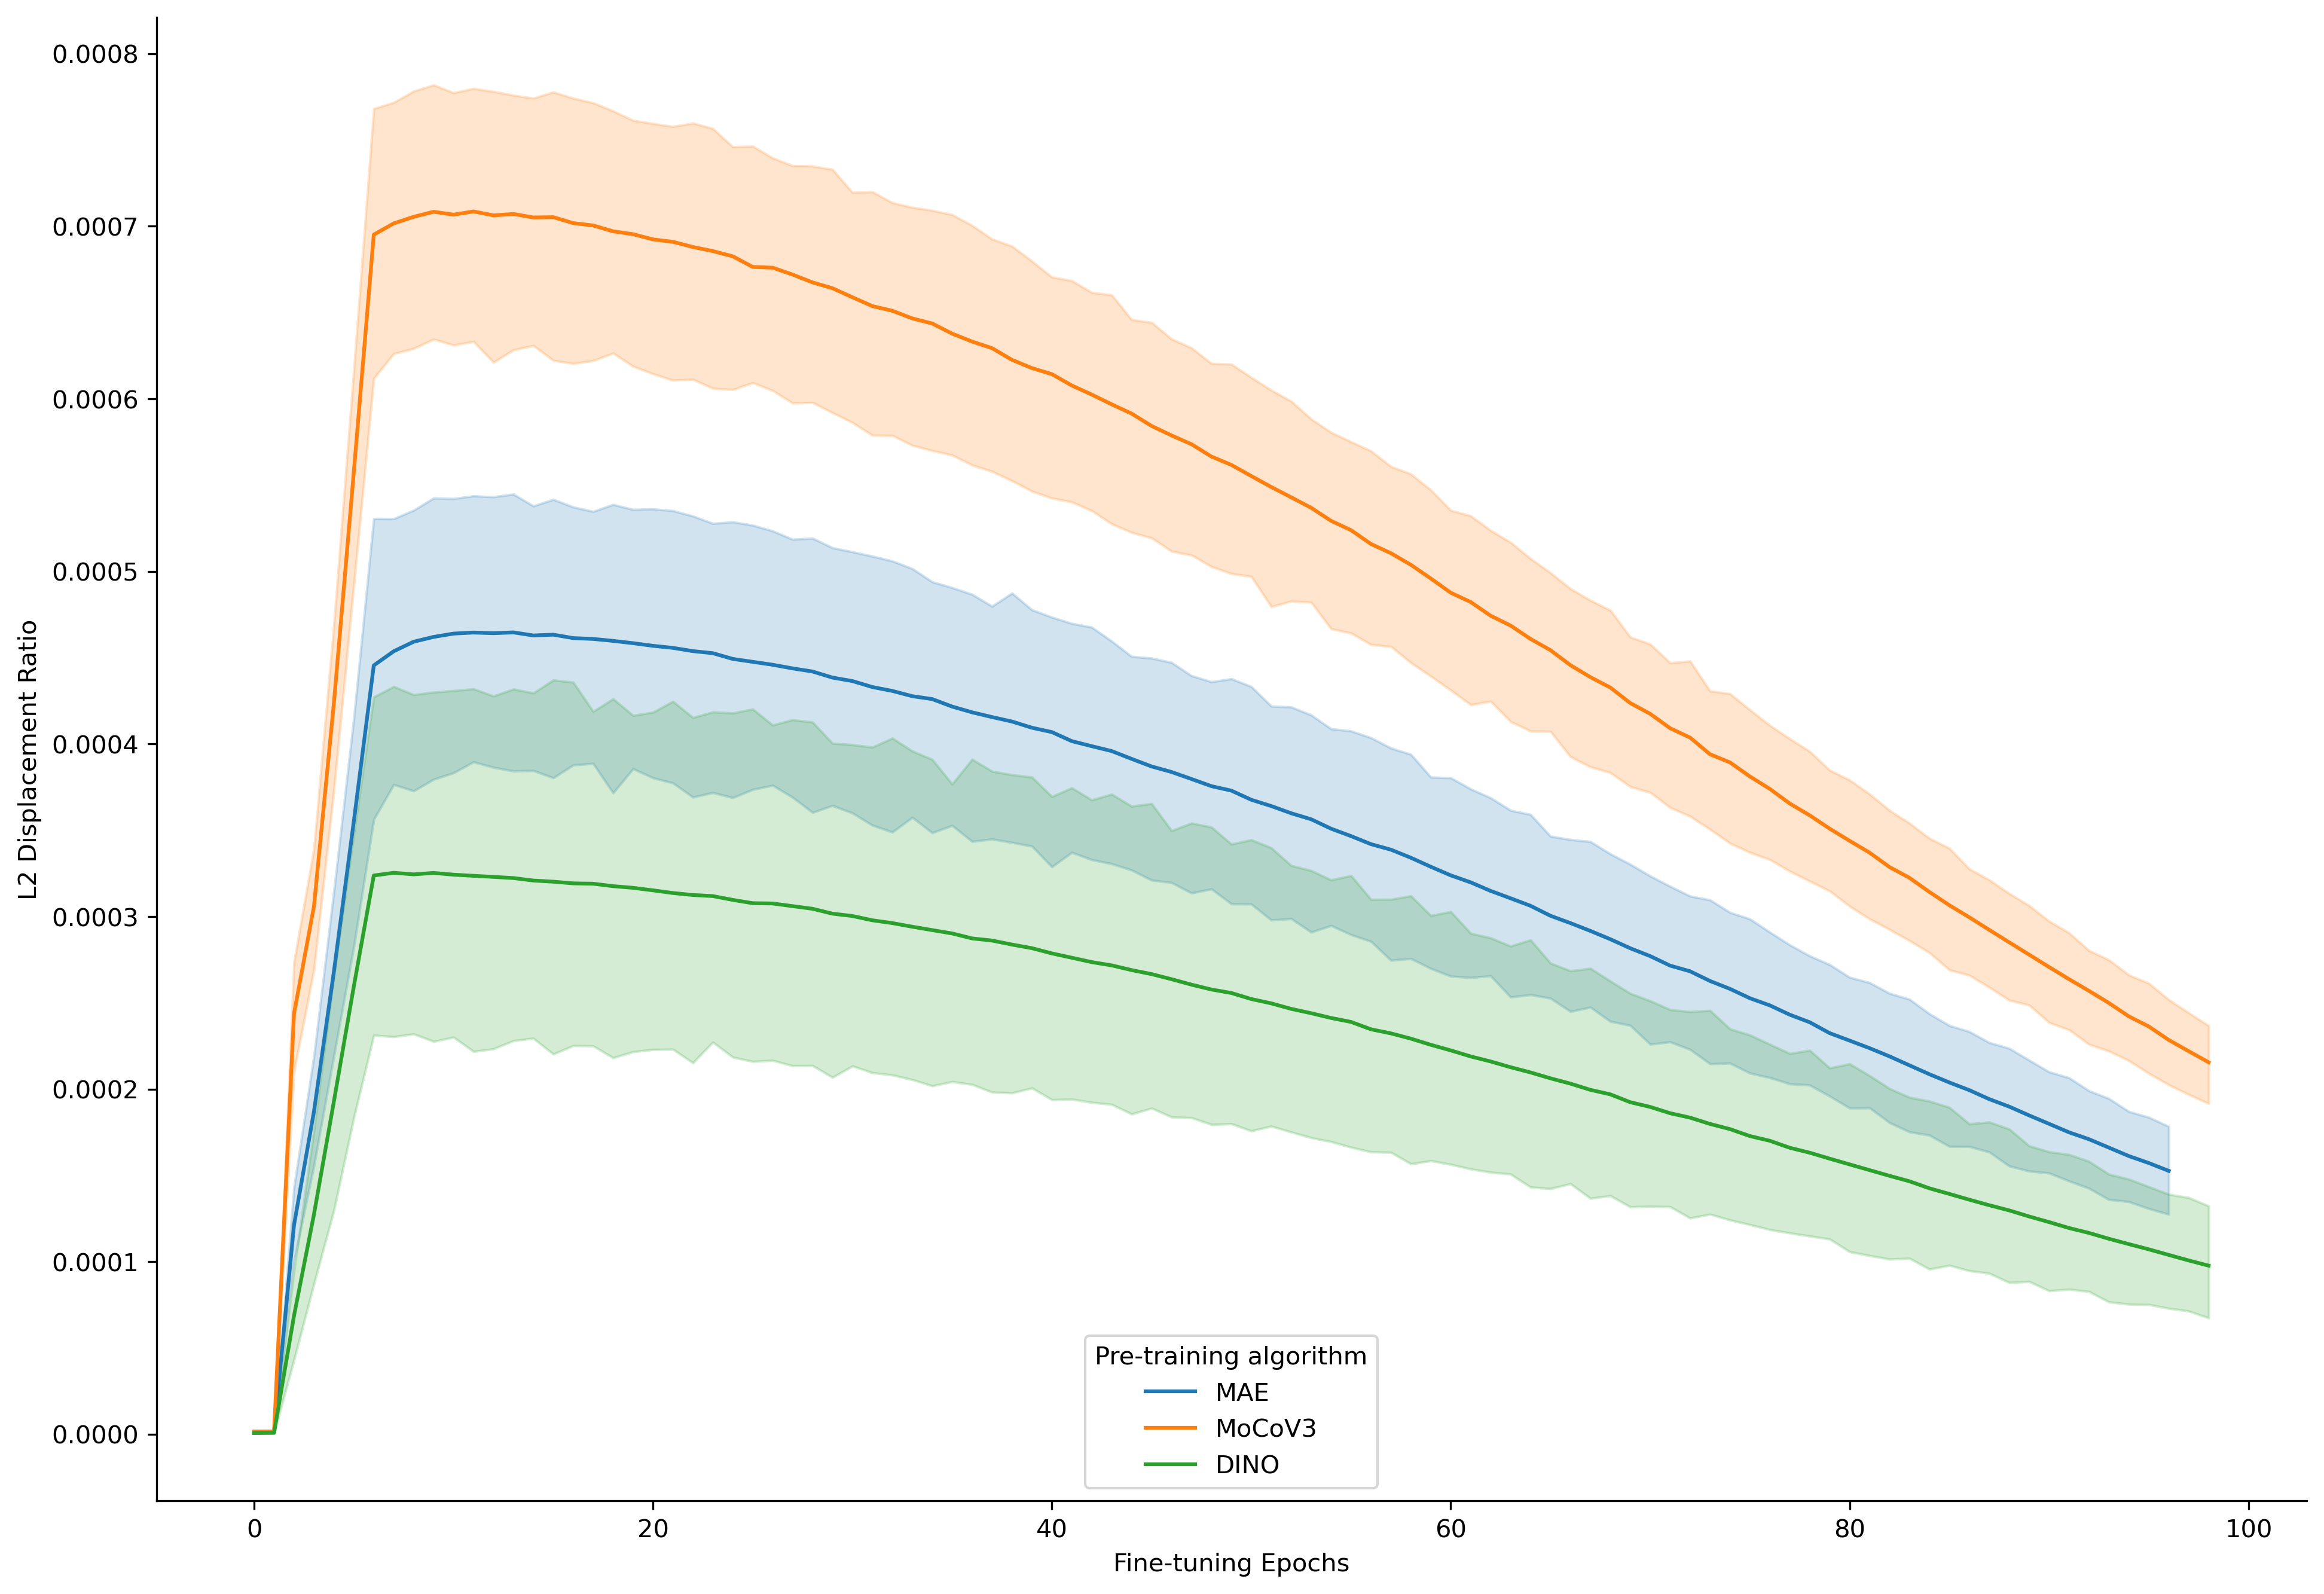 0.0008
0.0007
0.0006
0.0005
0.0004
0.0003
0.0002
0.0001
0.0000
L2 Displacement Ratio
Pre-training algorithm
MAE
MoCoV3
DINO
0 20 40 60 80 100
Fine-tuning Epochs